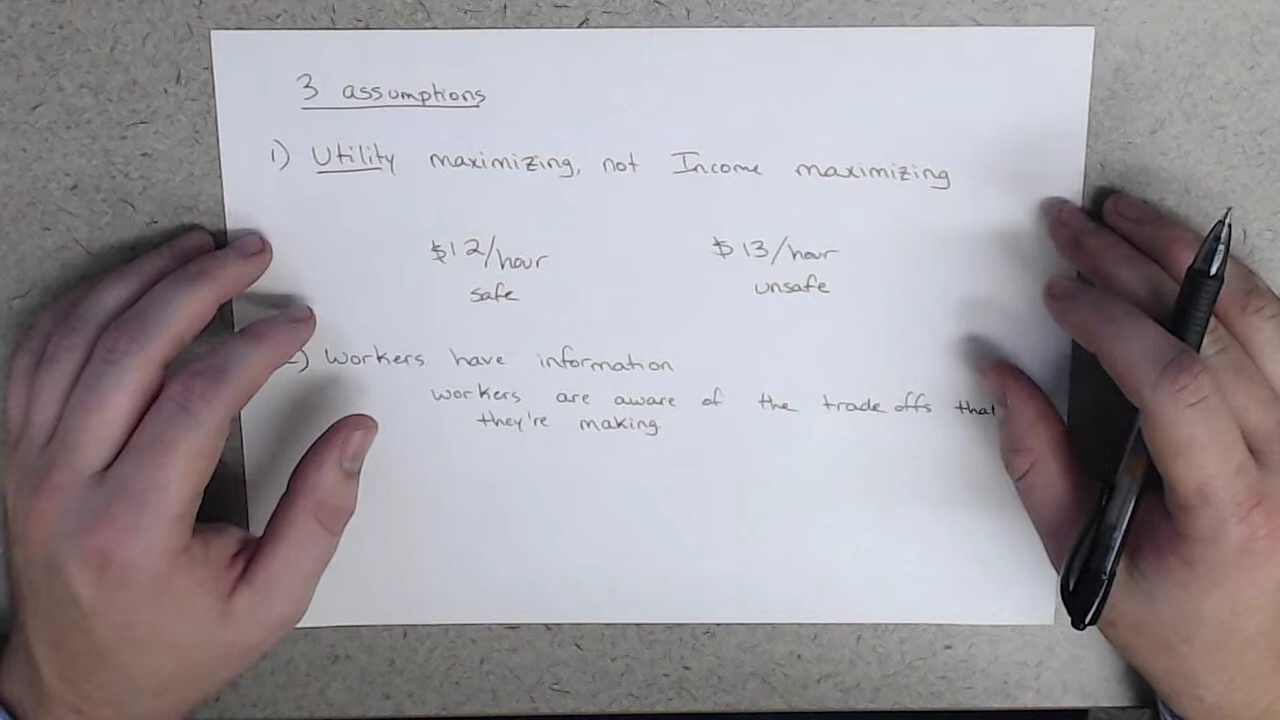 3 assumptions
1) Utility maximizing, not Income maximizing
$12/hour $13/hour
safe unsafe
2) Workers have information
workers are aware of the trade offs that
they're making.